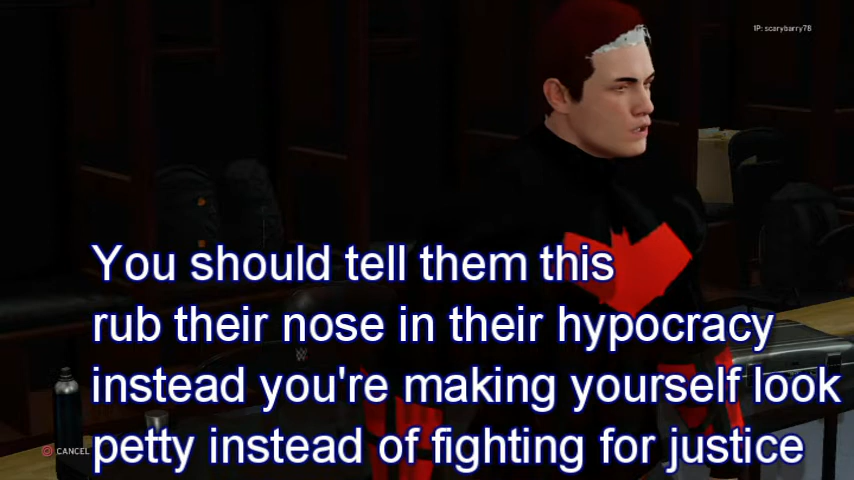 1P: scarybarry78
You should tell them this
rub their nose in their hypocracy
instead you're making yourself look
petty instead of fighting for justice
CANCEL